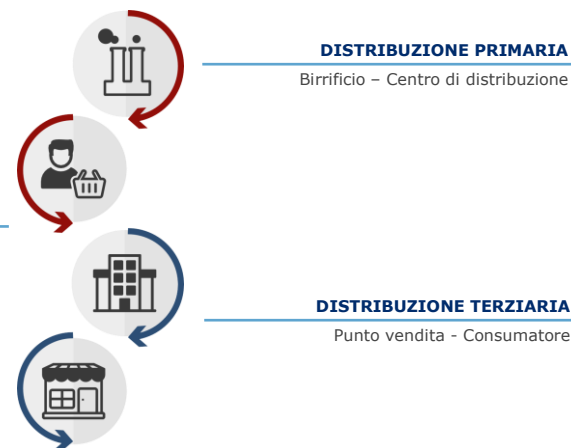 DISTRIBUZIONE PRIMARIA
Birrificio – Centro di distribuzione
DISTRIBUZIONE TERZIARIA
Punto vendita - Consumatore